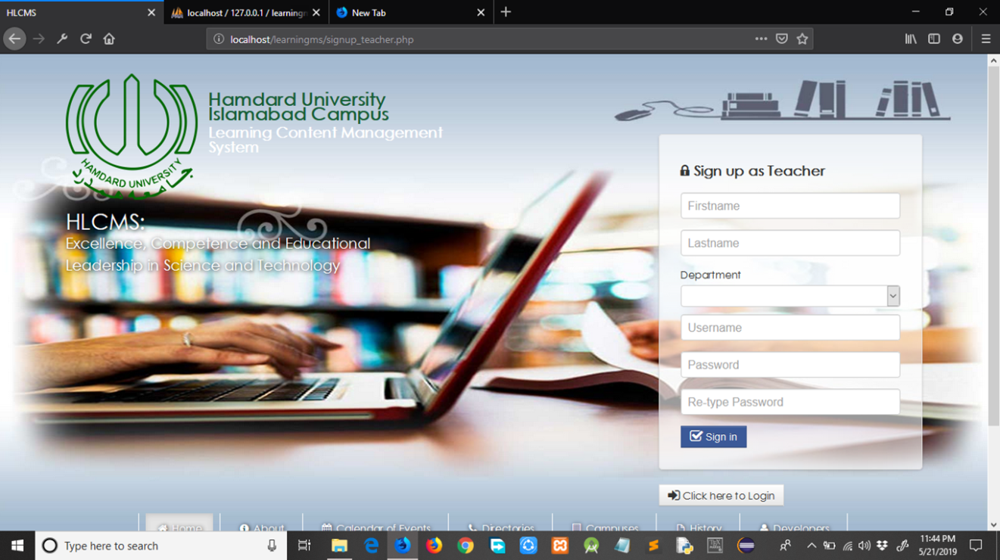 HLCMS
localhost / 127.0.0.1 / learningm
New Tab
localhost/learningms/signup_teacher.php
HAMDARD UNIVERSITY
Hamdard University
Islamabad Campus
Learning Content Management
System
HLCMS:
Excellence, Competence and Educational
Leadership in Science and Technology
Sign up as Teacher
Firstname
Lastname
Department
Username
Password
Re-type Password
Sign in
Click here to Login
Home About Calendar of Events Directories Campuses History Developers
Type here to search
11:44 PM
5/21/2019